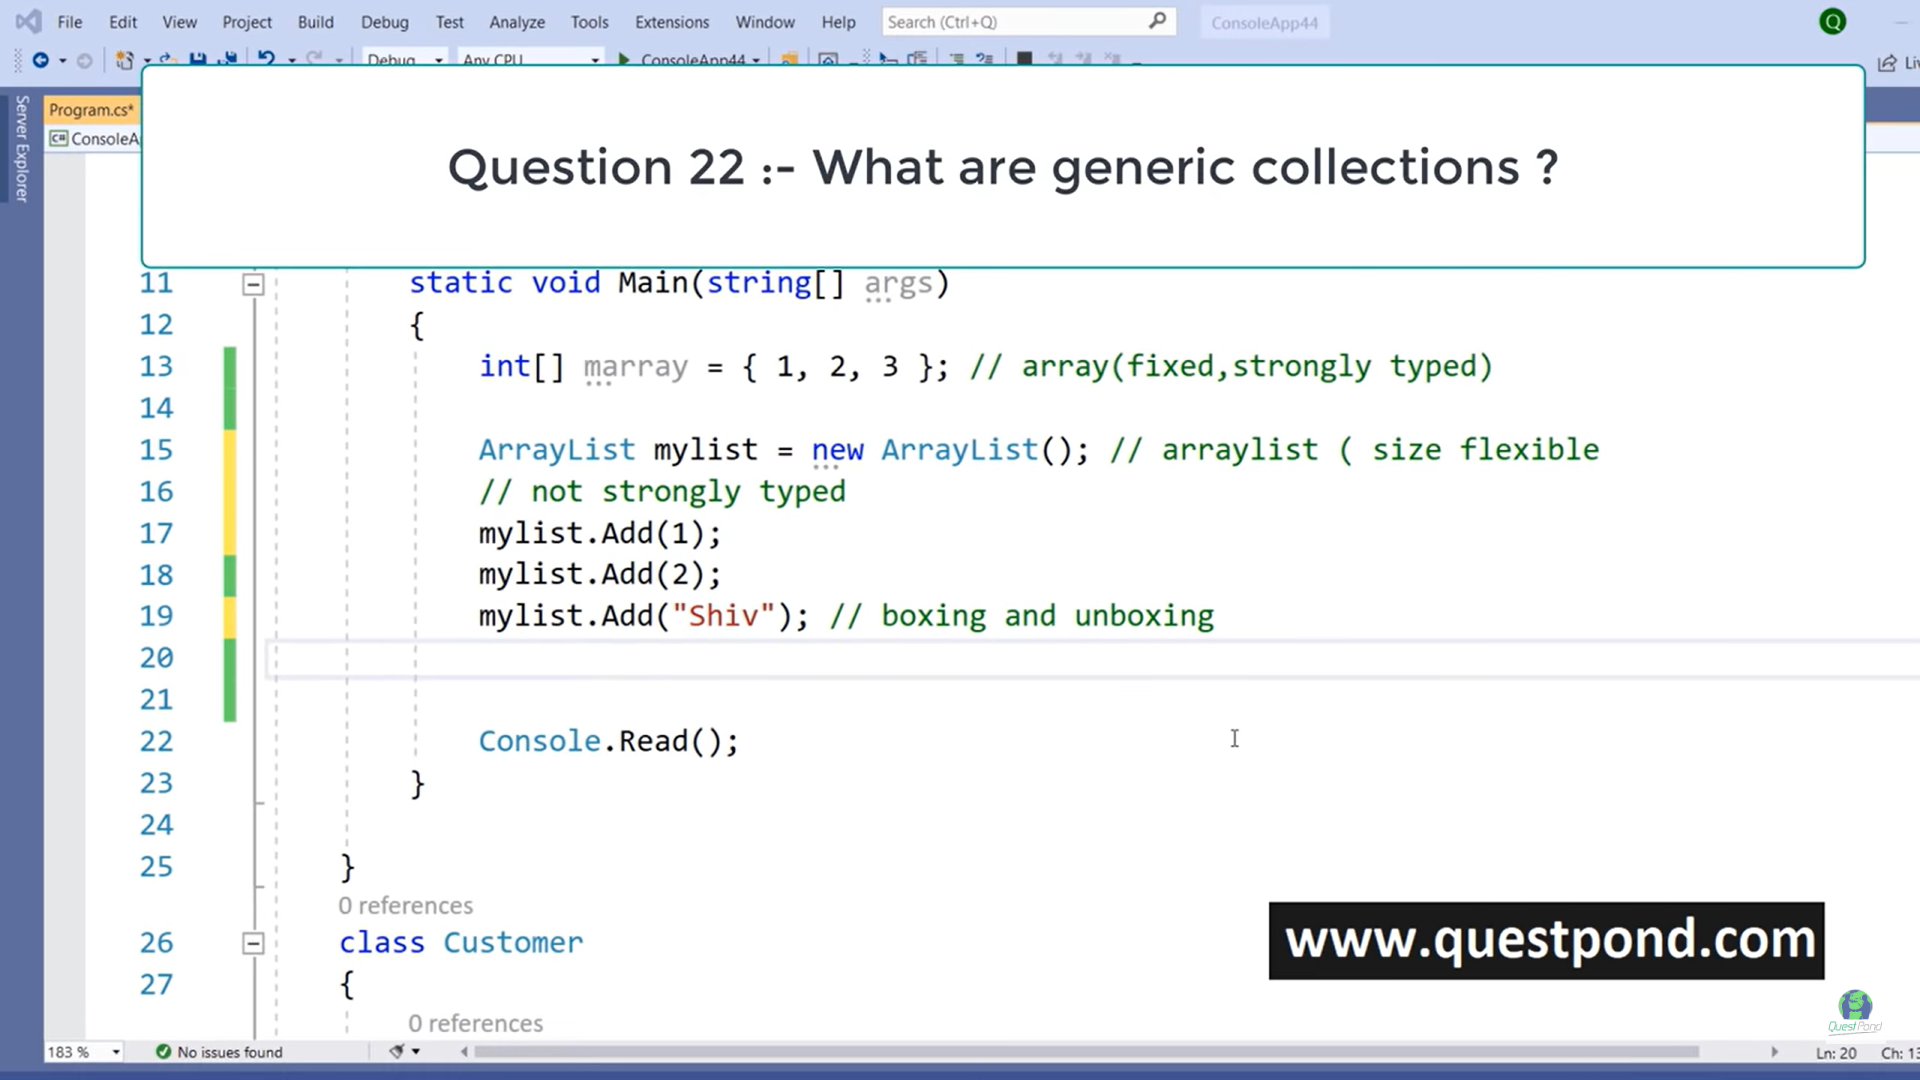 File Edit View Project Build Debug Test Analyze Tools Extensions Window Help Search (Ctrl+Q) ConsoleApp44 Q
Debug Any CPU ConsoleApp44
Server Explorer
Program.cs*
C# ConsoleA
Question 22 :- What are generic collections ?
11 static void Main(string[] args)
12 {
13 int[] marray = { 1, 2, 3 }; // array(fixed,strongly typed)
14
15 ArrayList mylist = new ArrayList(); // arraylist ( size flexible
16 // not strongly typed
17 mylist.Add(1);
18 mylist.Add(2);
19 mylist.Add("Shiv"); // boxing and unboxing
20
21
22 Console.Read();
23 }
24
25 }
0 references
26 class Customer
27 {
0 references
www.questpond.com
QuestPond
183 % No issues found Ln: 20 Ch: 13